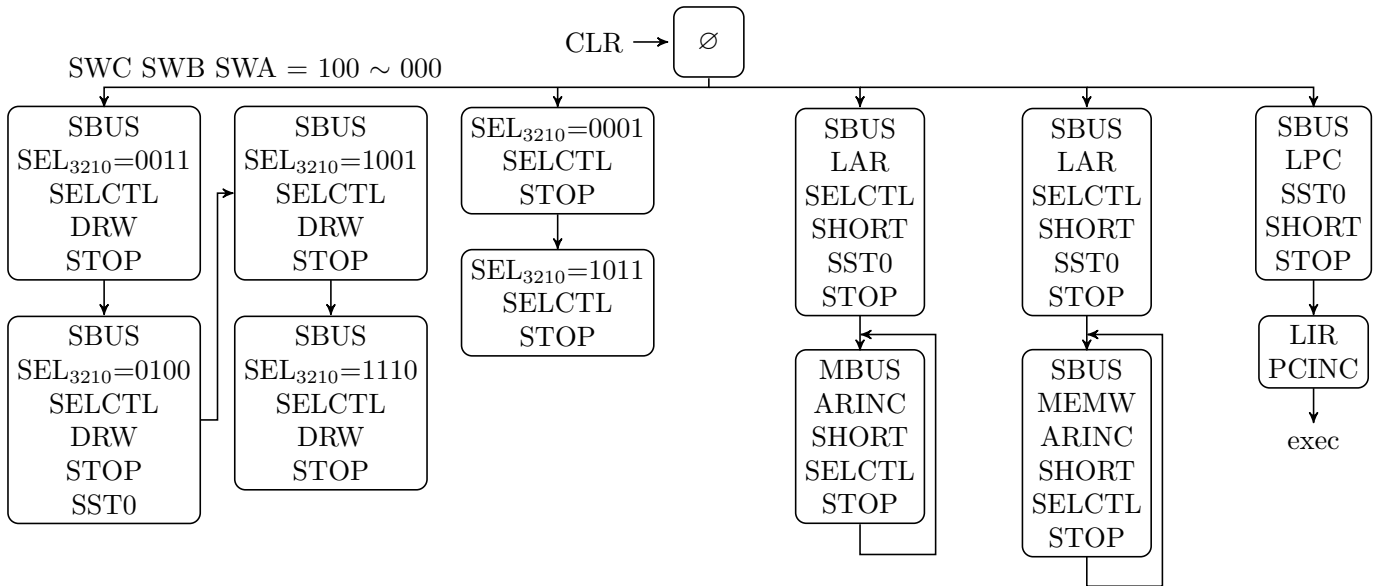 CLR
∅
SWC SWB SWA = 100 ∼ 000
SBUS
SEL₃₂₁₀=0011
SELCTL
DRW
STOP
SBUS
SEL₃₂₁₀=0100
SELCTL
DRW
STOP
SST0
SBUS
SEL₃₂₁₀=1001
SELCTL
DRW
STOP
SBUS
SEL₃₂₁₀=1110
SELCTL
DRW
STOP
SEL₃₂₁₀=0001
SELCTL
STOP
SEL₃₂₁₀=1011
SELCTL
STOP
SBUS
LAR
SELCTL
SHORT
SST0
STOP
MBUS
ARINC
SHORT
SELCTL
STOP
SBUS
LAR
SELCTL
SHORT
SST0
STOP
SBUS
MEMW
ARINC
SHORT
SELCTL
STOP
SBUS
LPC
SST0
SHORT
STOP
LIR
PCINC
exec